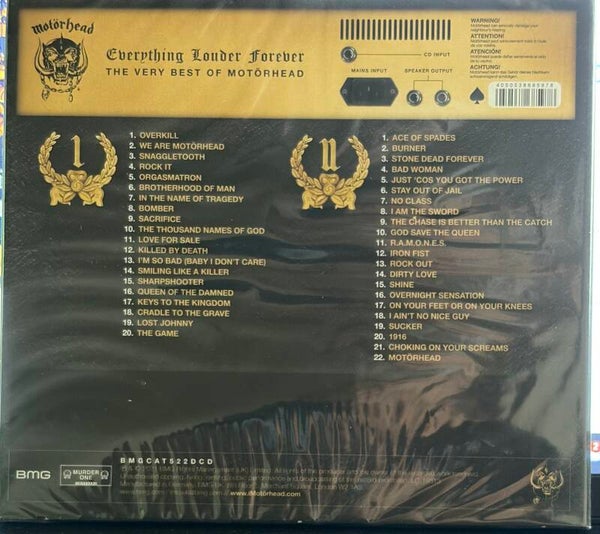 Motörhead
Everything Louder Forever
THE VERY BEST OF MOTÖRHEAD
CD INPUT
MAINS INPUT
SPEAKER OUTPUT
WARNING!
ATTENTION!
ATENCIÓN!
ACHTUNG!
I
1. OVERKILL
2. WE ARE MOTÖRHEAD
3. SNAGGLETOOTH
4. ROCK IT
5. ORGASMATRON
6. BROTHERHOOD OF MAN
7. IN THE NAME OF TRAGEDY
8. BOMBER
9. SACRIFICE
10. THE THOUSAND NAMES OF GOD
11. LOVE FOR SALE
12. KILLED BY DEATH
13. I'M SO BAD (BABY I DON'T CARE)
14. SMILING LIKE A KILLER
15. SHARPSHOOTER
16. QUEEN OF THE DAMNED
17. KEYS TO THE KINGDOM
18. CRADLE TO THE GRAVE
19. LOST JOHNNY
20. THE GAME
II
1. ACE OF SPADES
2. BURNER
3. STONE DEAD FOREVER
4. BAD WOMAN
5. JUST 'COS YOU GOT THE POWER
6. STAY OUT OF JAIL
7. NO CLASS
8. I AM THE SWORD
9. THE CHASE IS BETTER THAN THE CATCH
10. GOD SAVE THE QUEEN
11. R.A.M.O.N.E.S.
12. IRON FIST
13. ROCK OUT
14. DIRTY LOVE
15. SHINE
16. OVERNIGHT SENSATION
17. ON YOUR FEET OR ON YOUR KNEES
18. I AIN'T NO NICE GUY
19. SUCKER
20. 1916
21. CHOKING ON YOUR SCREAMS
22. MOTÖRHEAD
BMG
MURDER
ONE
BMGCAT522DCD
www.iMotörhead.com